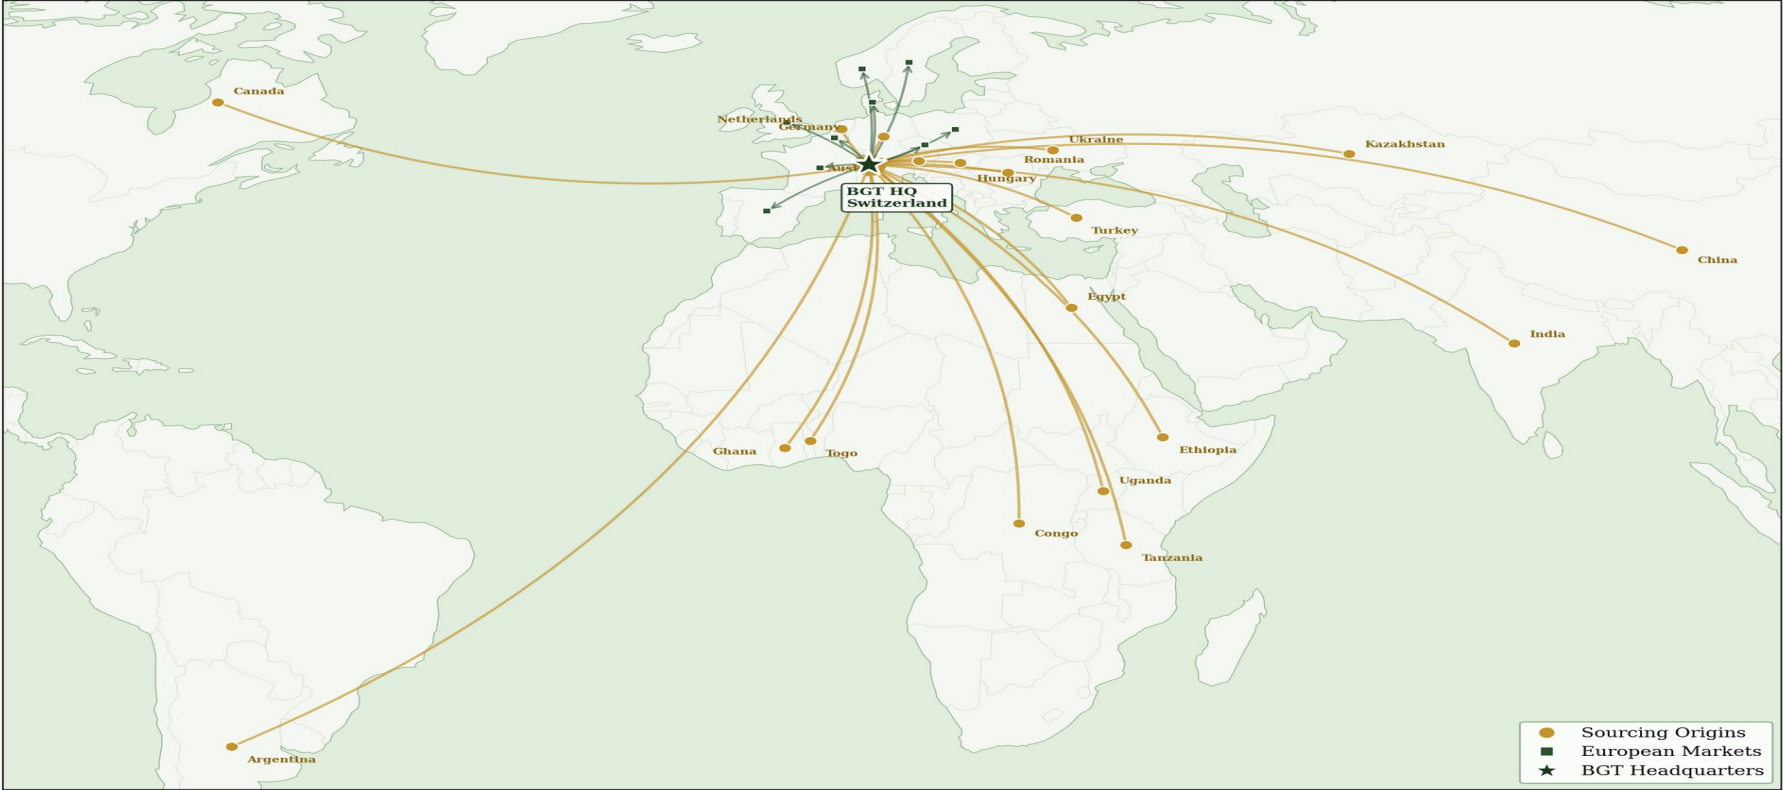 Canada
Netherlands
Germany
Ukraine
Kazakhstan
Romania
Aust
Hungary
BGT HQ
Switzerland
Turkey
China
Egypt
India
Ghana
Togo
Ethiopia
Uganda
Congo
Tanzania
Argentina
Sourcing Origins
European Markets
BGT Headquarters